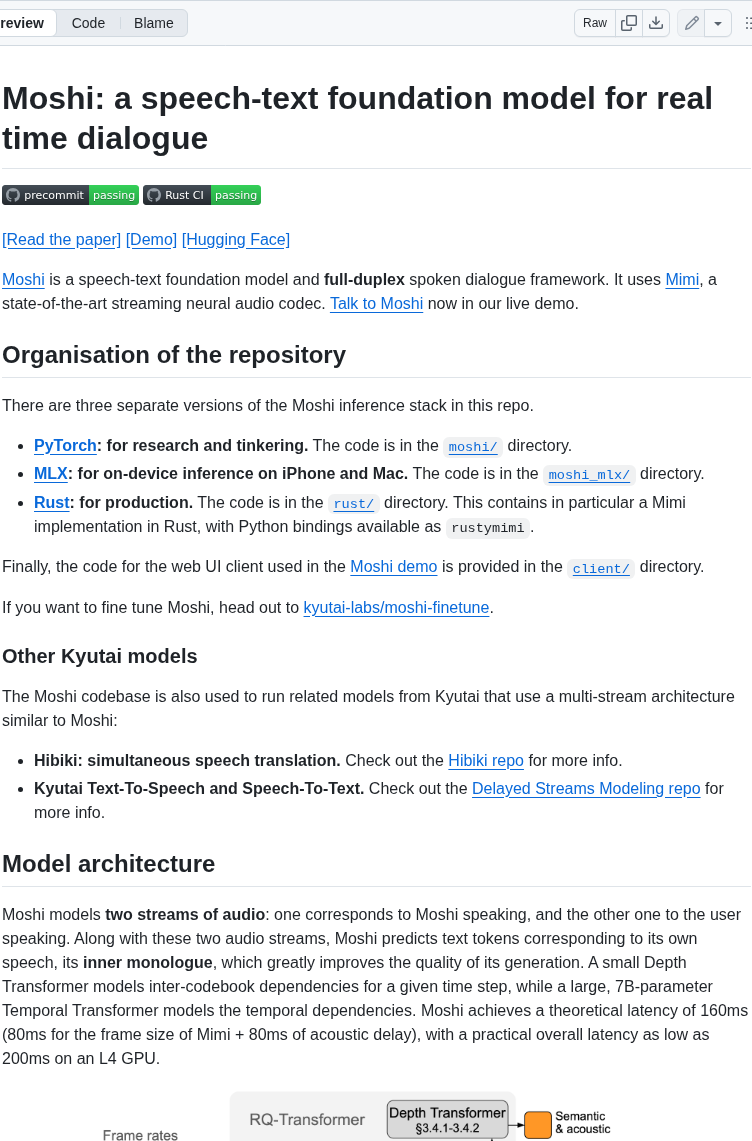 review Code Blame Raw
Moshi: a speech-text foundation model for real
time dialogue
precommit passing Rust CI passing
[Read the paper] [Demo] [Hugging Face]
Moshi is a speech-text foundation model and full-duplex spoken dialogue framework. It uses Mimi, a
state-of-the-art streaming neural audio codec. Talk to Moshi now in our live demo.
Organisation of the repository
There are three separate versions of the Moshi inference stack in this repo.
• PyTorch: for research and tinkering. The code is in the moshi/ directory.
• MLX: for on-device inference on iPhone and Mac. The code is in the moshi_mlx/ directory.
• Rust: for production. The code is in the rust/ directory. This contains in particular a Mimi
implementation in Rust, with Python bindings available as rustymimi.
Finally, the code for the web UI client used in the Moshi demo is provided in the client/ directory.
If you want to fine tune Moshi, head out to kyutai-labs/moshi-finetune.
Other Kyutai models
The Moshi codebase is also used to run related models from Kyutai that use a multi-stream architecture
similar to Moshi:
• Hibiki: simultaneous speech translation. Check out the Hibiki repo for more info.
• Kyutai Text-To-Speech and Speech-To-Text. Check out the Delayed Streams Modeling repo for
more info.
Model architecture
Moshi models two streams of audio: one corresponds to Moshi speaking, and the other one to the user
speaking. Along with these two audio streams, Moshi predicts text tokens corresponding to its own
speech, its inner monologue, which greatly improves the quality of its generation. A small Depth
Transformer models inter-codebook dependencies for a given time step, while a large, 7B-parameter
Temporal Transformer models the temporal dependencies. Moshi achieves a theoretical latency of 160ms
(80ms for the frame size of Mimi + 80ms of acoustic delay), with a practical overall latency as low as
200ms on an L4 GPU.
RQ-Transformer
Depth Transformer
§3.4.1-3.4.2
Semantic
& acoustic
Frame rates